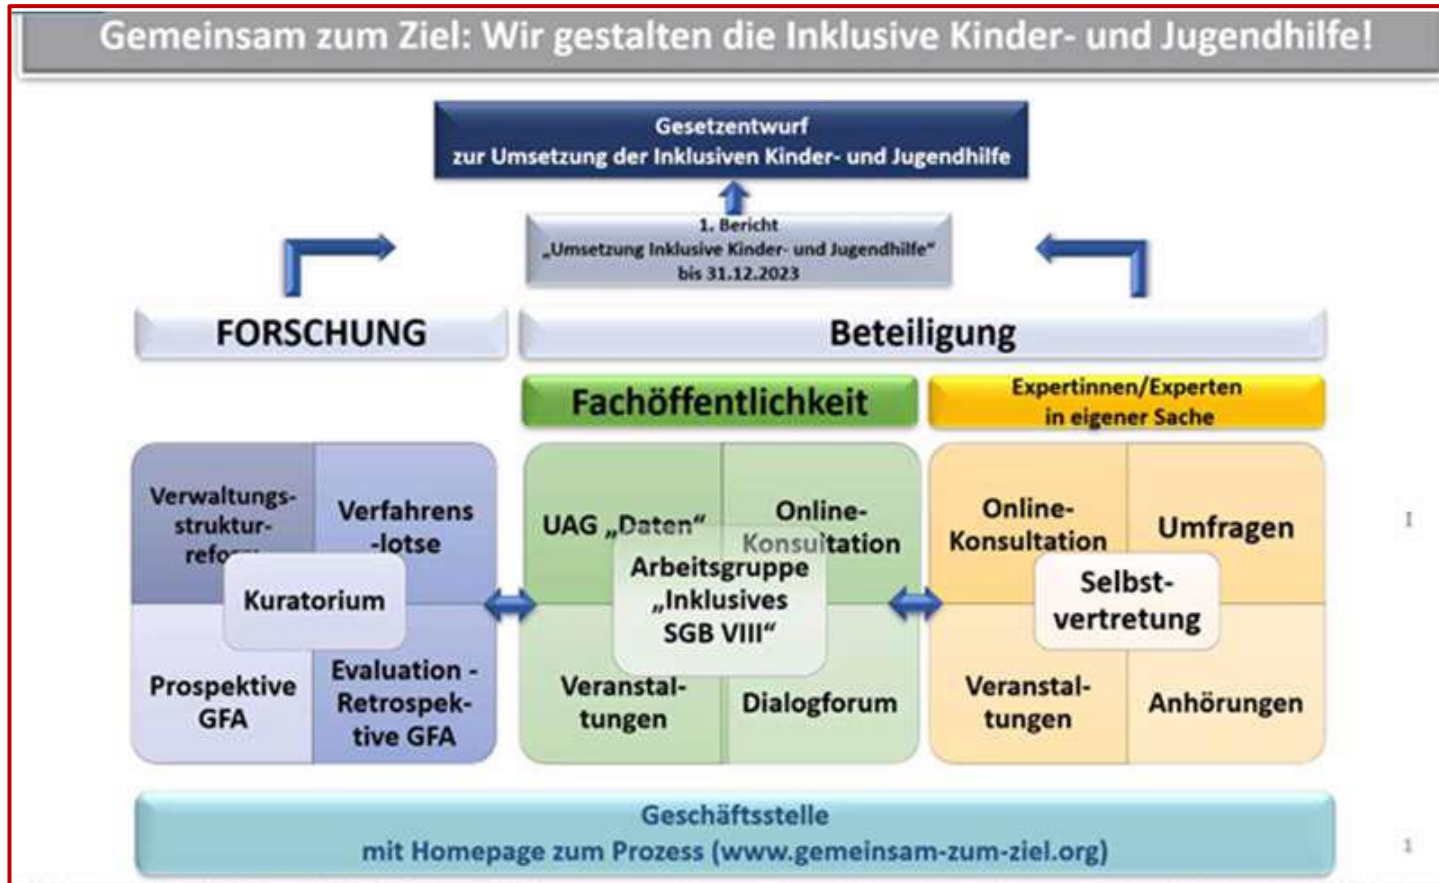 Gemeinsam zum Ziel: Wir gestalten die Inklusive Kinder- und Jugendhilfe!
Gesetzentwurf
zur Umsetzung der Inklusiven Kinder- und Jugendhilfe
1. Bericht
„Umsetzung Inklusive Kinder- und Jugendhilfe“
bis 31.12.2023
FORSCHUNG
Beteiligung
Fachöffentlichkeit
Expertinnen/Experten
in eigener Sache
Verwaltungs-
struktur-
reform
Verfahrens
-lotse
Kuratorium
Prospektive
GFA
Evaluation -
Retrospek-
tive GFA
UAG „Daten“
Online-
Konsultation
Arbeitsgruppe
„Inklusives
SGB VIII“
Veranstal-
tungen
Dialogforum
Online-
Konsultation
Umfragen
Selbst-
vertretung
Veranstal-
tungen
Anhörungen
I
Geschäftsstelle
mit Homepage zum Prozess (www.gemeinsam-zum-ziel.org)
1